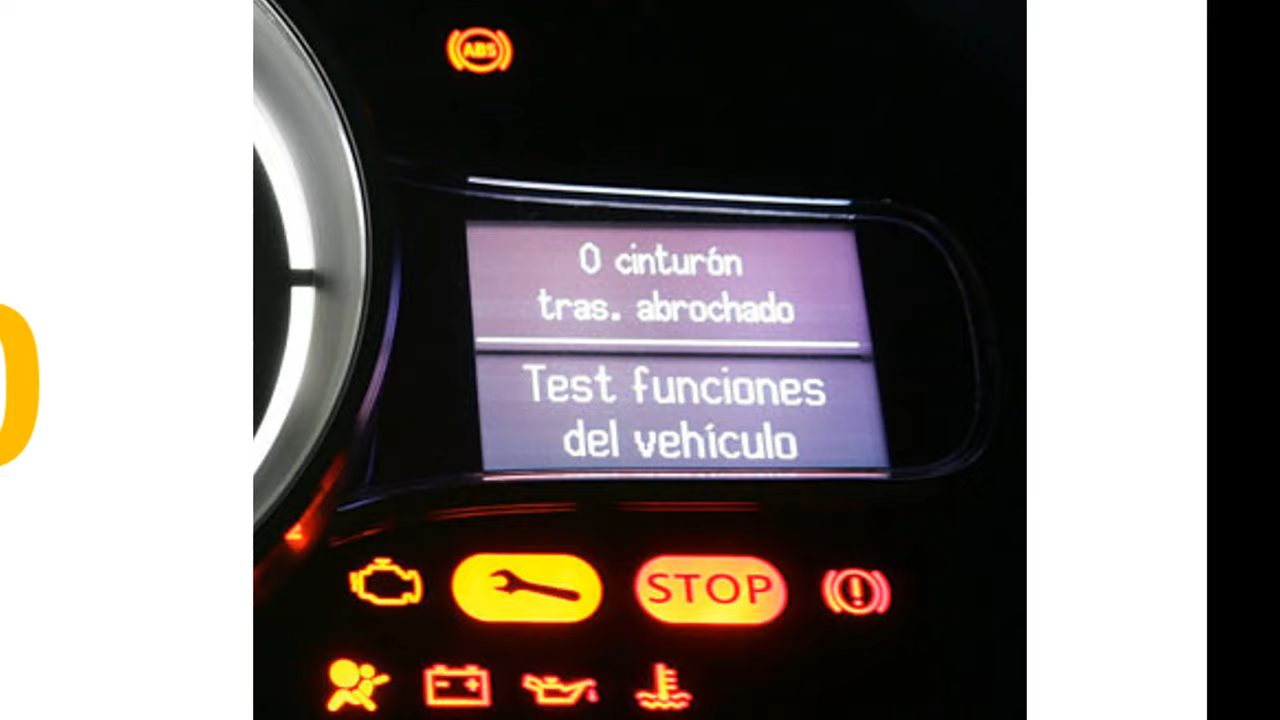 ABS
0 cinturón
tras. abrochado
Test funciones
del vehículo
STOP